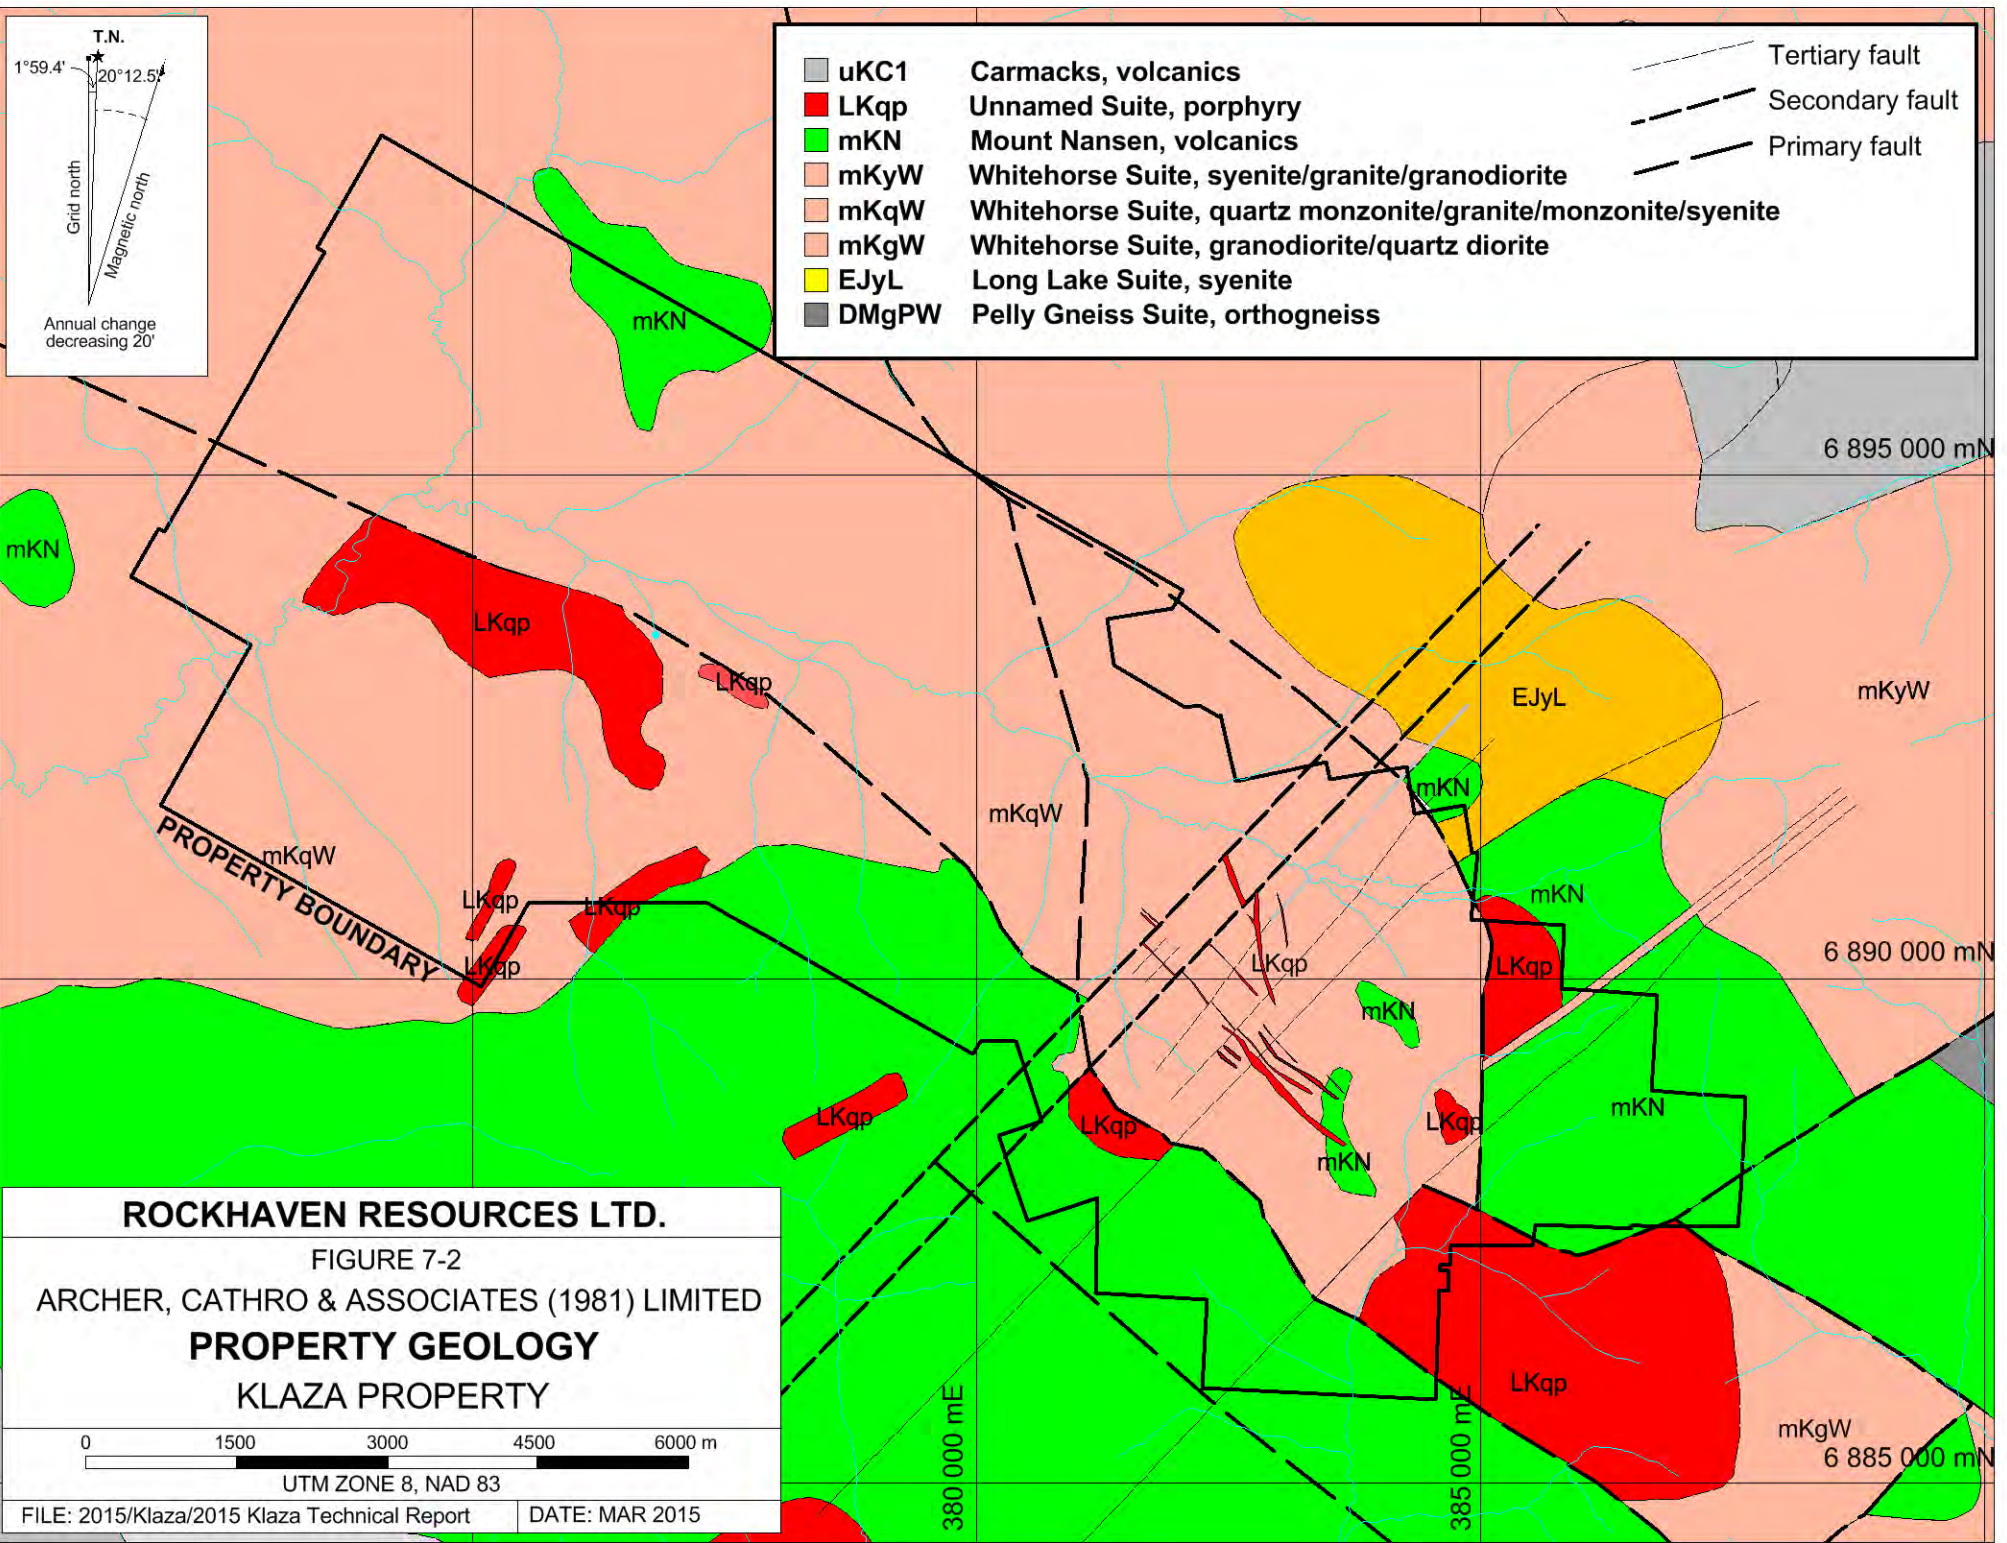 T.N.
1°59.4'
20°12.5'
Grid north
Magnetic north
Annual change
decreasing 20'
uKC1 Carmacks, volcanics
LKqp Unnamed Suite, porphyry
mKN Mount Nansen, volcanics
mKyW Whitehorse Suite, syenite/granite/granodiorite
mKqW Whitehorse Suite, quartz monzonite/granite/monzonite/syenite
mKgW Whitehorse Suite, granodiorite/quartz diorite
EJyL Long Lake Suite, syenite
DMgPW Pelly Gneiss Suite, orthogneiss
Tertiary fault
Secondary fault
Primary fault
mKN
6 895 000 mN
mKN
LKqp
LKqp
EJyL
mKyW
mKN
mKqW
mKqW
PROPERTY BOUNDARY
LKqp
LKqp
mKN
LKqp
LKqp
LKqp
6 890 000 mN
mKN
LKqp
LKqp
LKqp
mKN
mKN
LKqp
mKgW
6 885 000 mN
380 000 mE
385 000 mE
ROCKHAVEN RESOURCES LTD.
FIGURE 7-2
ARCHER, CATHRO & ASSOCIATES (1981) LIMITED
PROPERTY GEOLOGY
KLAZA PROPERTY
0 1500 3000 4500 6000 m
UTM ZONE 8, NAD 83
FILE: 2015/Klaza/2015 Klaza Technical Report
DATE: MAR 2015